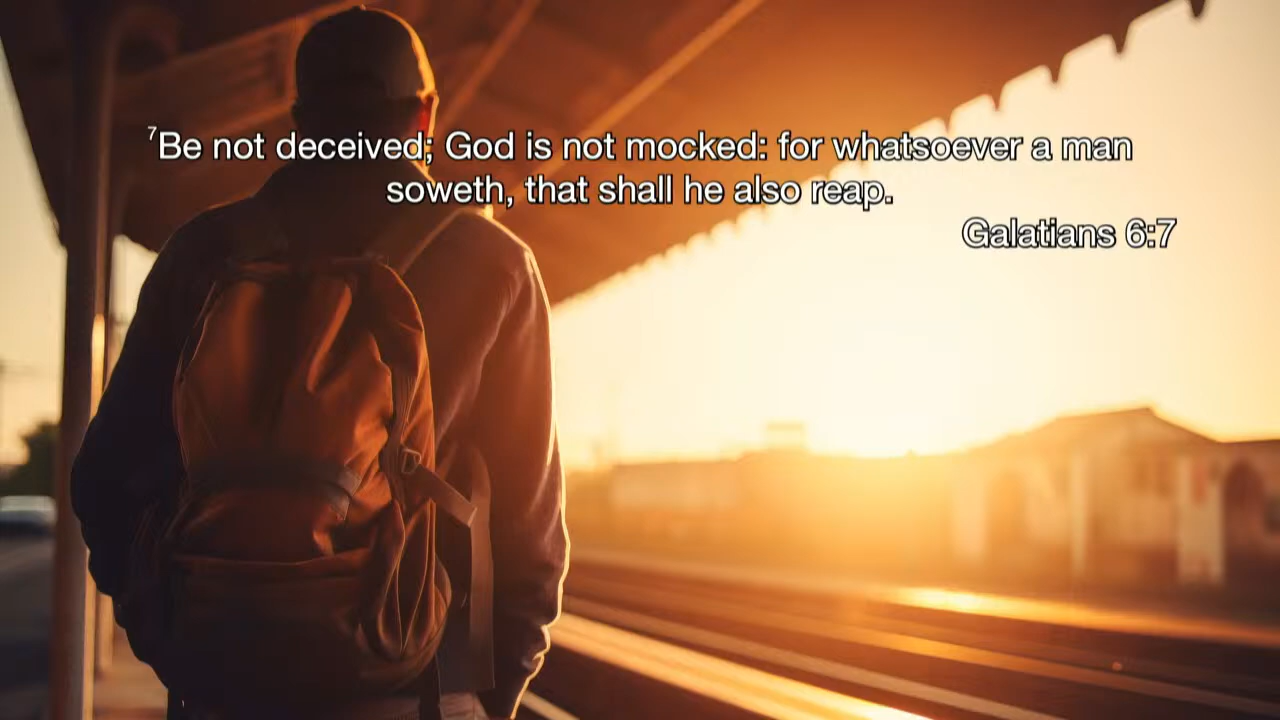 ⁷Be not deceived; God is not mocked: for whatsoever a man
soweth, that shall he also reap.
Galatians 6:7